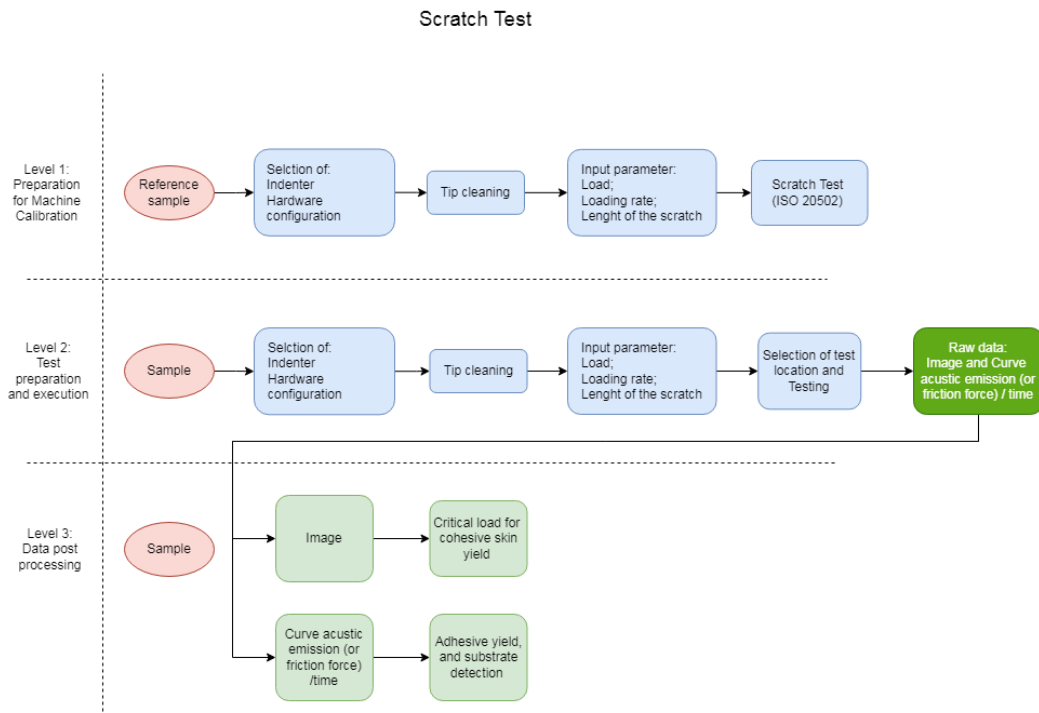 Scratch Test
Level 1:
Preparation
for Machine
Calibration
Reference
sample
Selction of:
Indenter
Hardware
configuration
Tip cleaning
Input parameter:
Load;
Loading rate;
Lenght of the scratch
Scratch Test
(ISO 20502)
Level 2:
Test
preparation
and execution
Sample
Selction of:
Indenter
Hardware
configuration
Tip cleaning
Input parameter:
Load;
Loading rate;
Lenght of the scratch
Selection of test
location and
Testing
Raw data:
Image and Curve
acustic emission (or
friction force) / time
Level 3:
Data post
processing
Sample
Image
Critical load for
cohesive skin
yield
Curve acustic
emission (or
friction force)
/time
Adhesive yield,
and substrate
detection